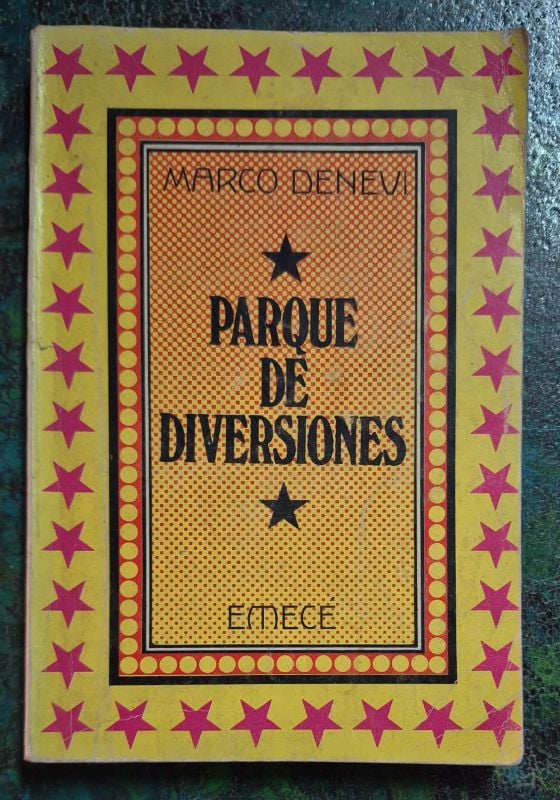 MARCO DENEVI
PARQUE
DE
DIVERSIONES
EMECÉ